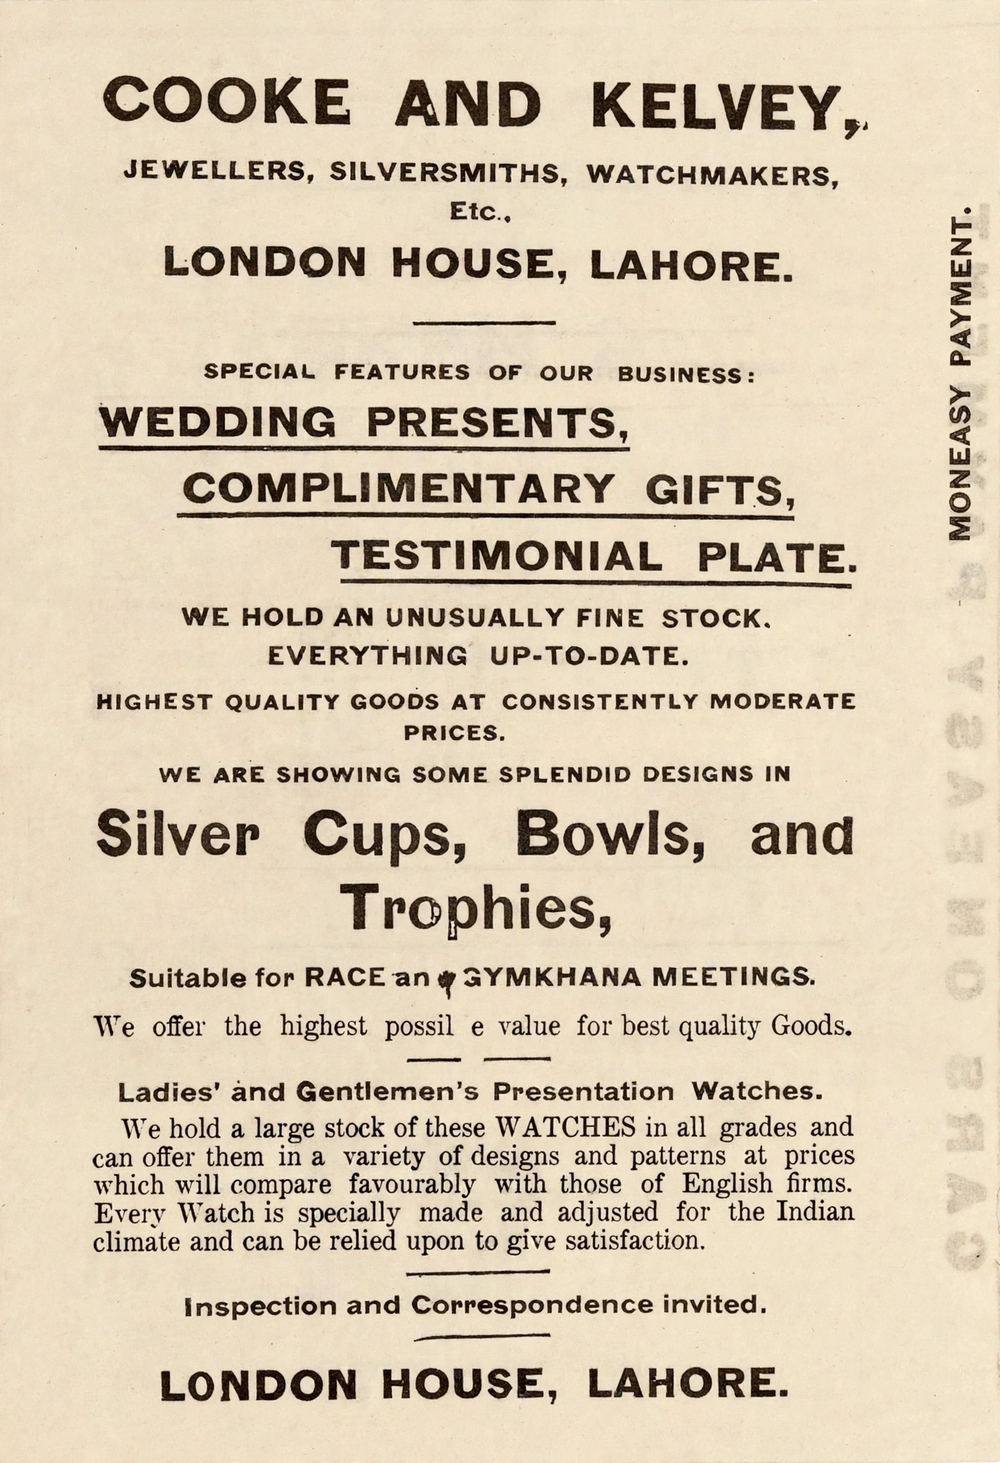 COOKE AND KELVEY,
JEWELLERS, SILVERSMITHS, WATCHMAKERS,
Etc.,
LONDON HOUSE, LAHORE.
SPECIAL FEATURES OF OUR BUSINESS:
WEDDING PRESENTS,
COMPLIMENTARY GIFTS,
TESTIMONIAL PLATE.
WE HOLD AN UNUSUALLY FINE STOCK.
EVERYTHING UP-TO-DATE.
HIGHEST QUALITY GOODS AT CONSISTENTLY MODERATE
PRICES.
WE ARE SHOWING SOME SPLENDID DESIGNS IN
Silver Cups, Bowls, and
Trophies,
Suitable for RACE an GYMKHANA MEETINGS.
We offer the highest possil e value for best quality Goods.
Ladies' and Gentlemen's Presentation Watches.
We hold a large stock of these WATCHES in all grades and
can offer them in a variety of designs and patterns at prices
which will compare favourably with those of English firms.
Every Watch is specially made and adjusted for the Indian
climate and can be relied upon to give satisfaction.
Inspection and Correspondence invited.
LONDON HOUSE, LAHORE.
MONEASY PAYMENT.